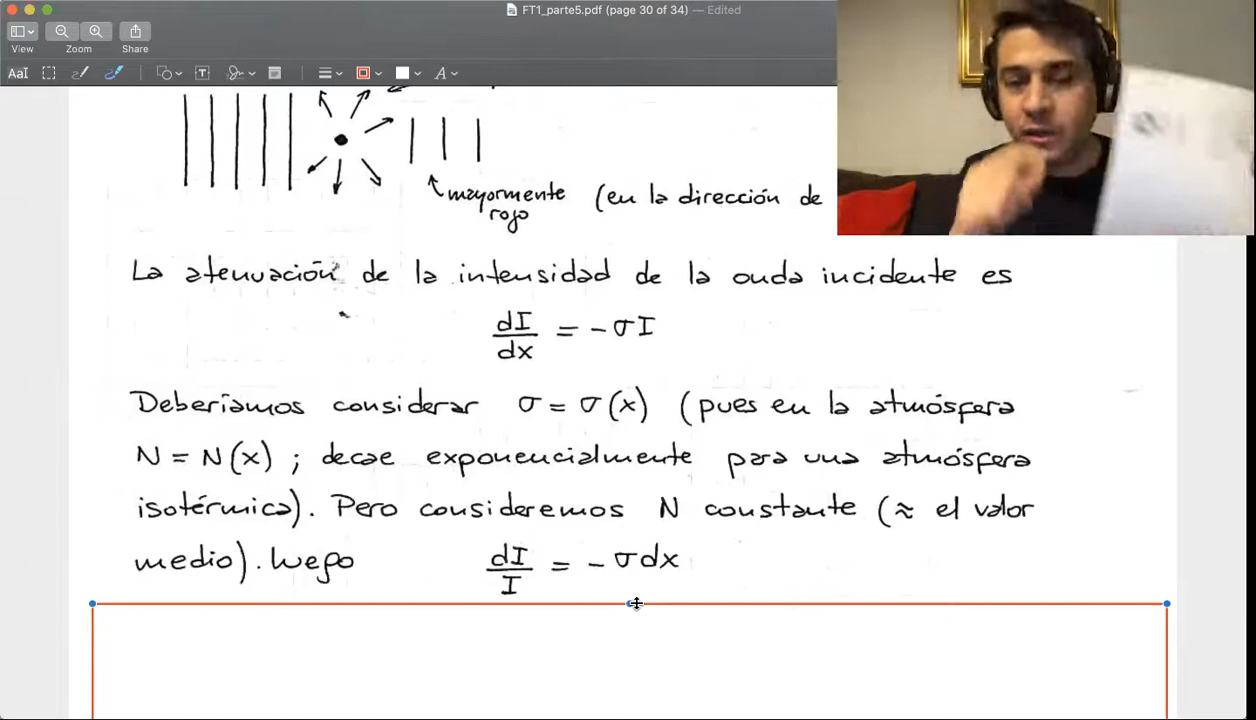 FT1_parte5.pdf (page 30 of 34) — Edited
View
Zoom
Share
AaI
T
A
mayormente (en la dirección de
rojo
La atenuación de la intensidad de la onda incidente es
dI/dx = -σI
Deberíamos considerar σ = σ(x) (pues en la atmósfera
N = N(x) ; decae exponencialmente para una atmósfera
isotérmica). Pero consideremos N constante (≈ el valor
medio). Luego dI/I = -σdx